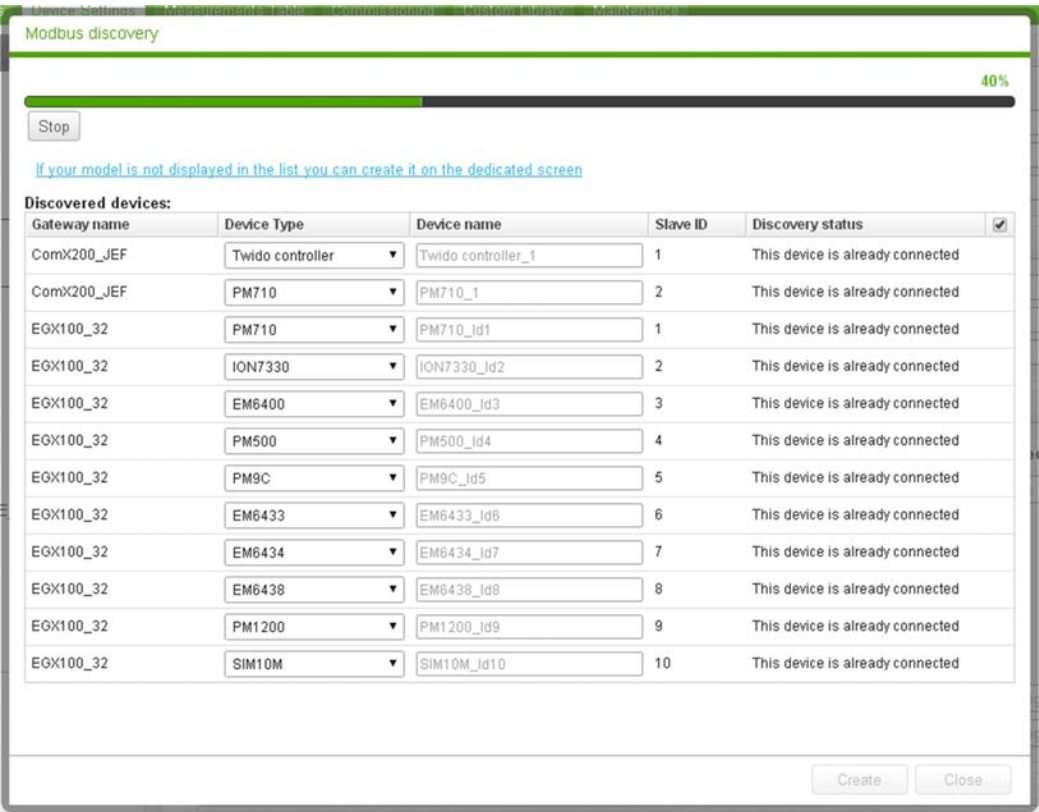 Device Settings Measurements Table Commissioning Custom Library Maintenance
Modbus discovery
40%
Stop
If your model is not displayed in the list you can create it on the dedicated screen
Discovered devices:
Gateway name Device Type Device name Slave ID Discovery status
ComX200_JEF Twido controller Twido controller_1 1 This device is already connected
ComX200_JEF PM710 PM710_1 2 This device is already connected
EGX100_32 PM710 PM710_Id1 1 This device is already connected
EGX100_32 ION7330 ION7330_Id2 2 This device is already connected
EGX100_32 EM6400 EM6400_Id3 3 This device is already connected
EGX100_32 PM500 PM500_Id4 4 This device is already connected
EGX100_32 PM9C PM9C_Id5 5 This device is already connected
EGX100_32 EM6433 EM6433_Id6 6 This device is already connected
EGX100_32 EM6434 EM6434_Id7 7 This device is already connected
EGX100_32 EM6438 EM6438_Id8 8 This device is already connected
EGX100_32 PM1200 PM1200_Id9 9 This device is already connected
EGX100_32 SIM10M SIM10M_Id10 10 This device is already connected
Create Close